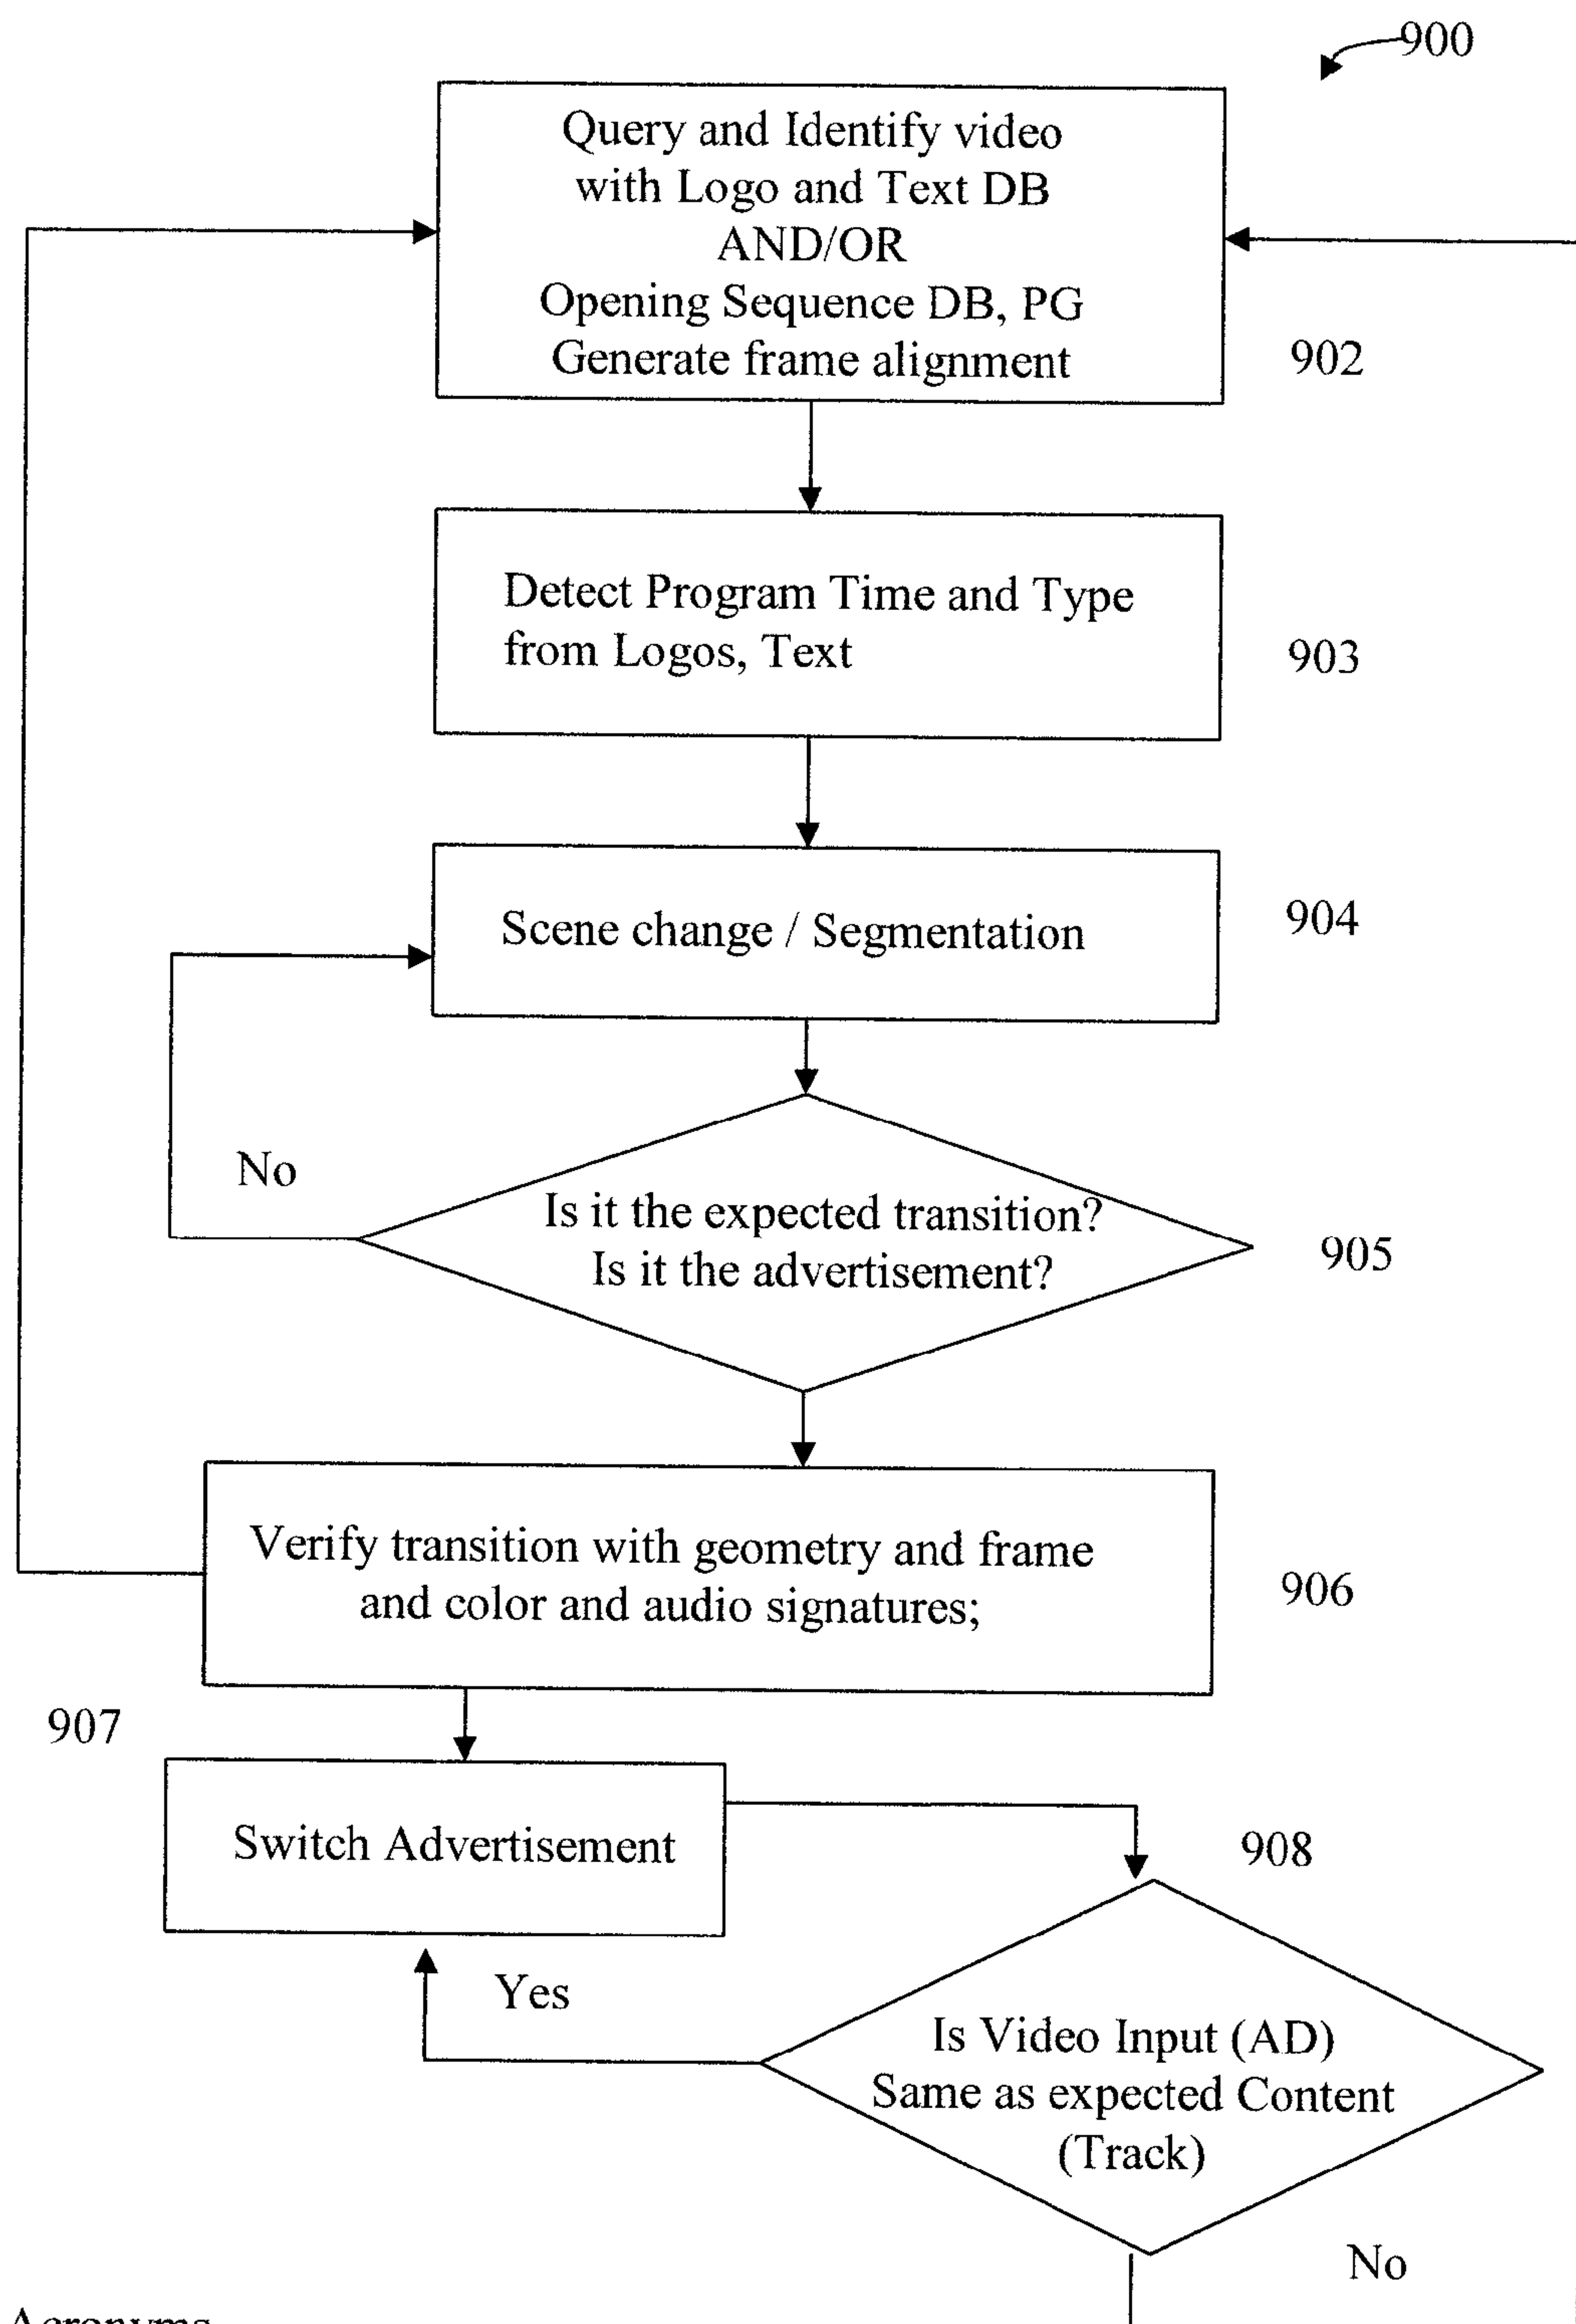 900
Query and Identify video
with Logo and Text DB
AND/OR
Opening Sequence DB, PG
Generate frame alignment
902
Detect Program Time and Type
from Logos, Text
903
Scene change / Segmentation
904
No
Is it the expected transition?
Is it the advertisement?
905
Verify transition with geometry and frame
and color and audio signatures;
906
907
Switch Advertisement
908
Yes
Is Video Input (AD)
Same as expected Content
(Track)
No
Acronyms